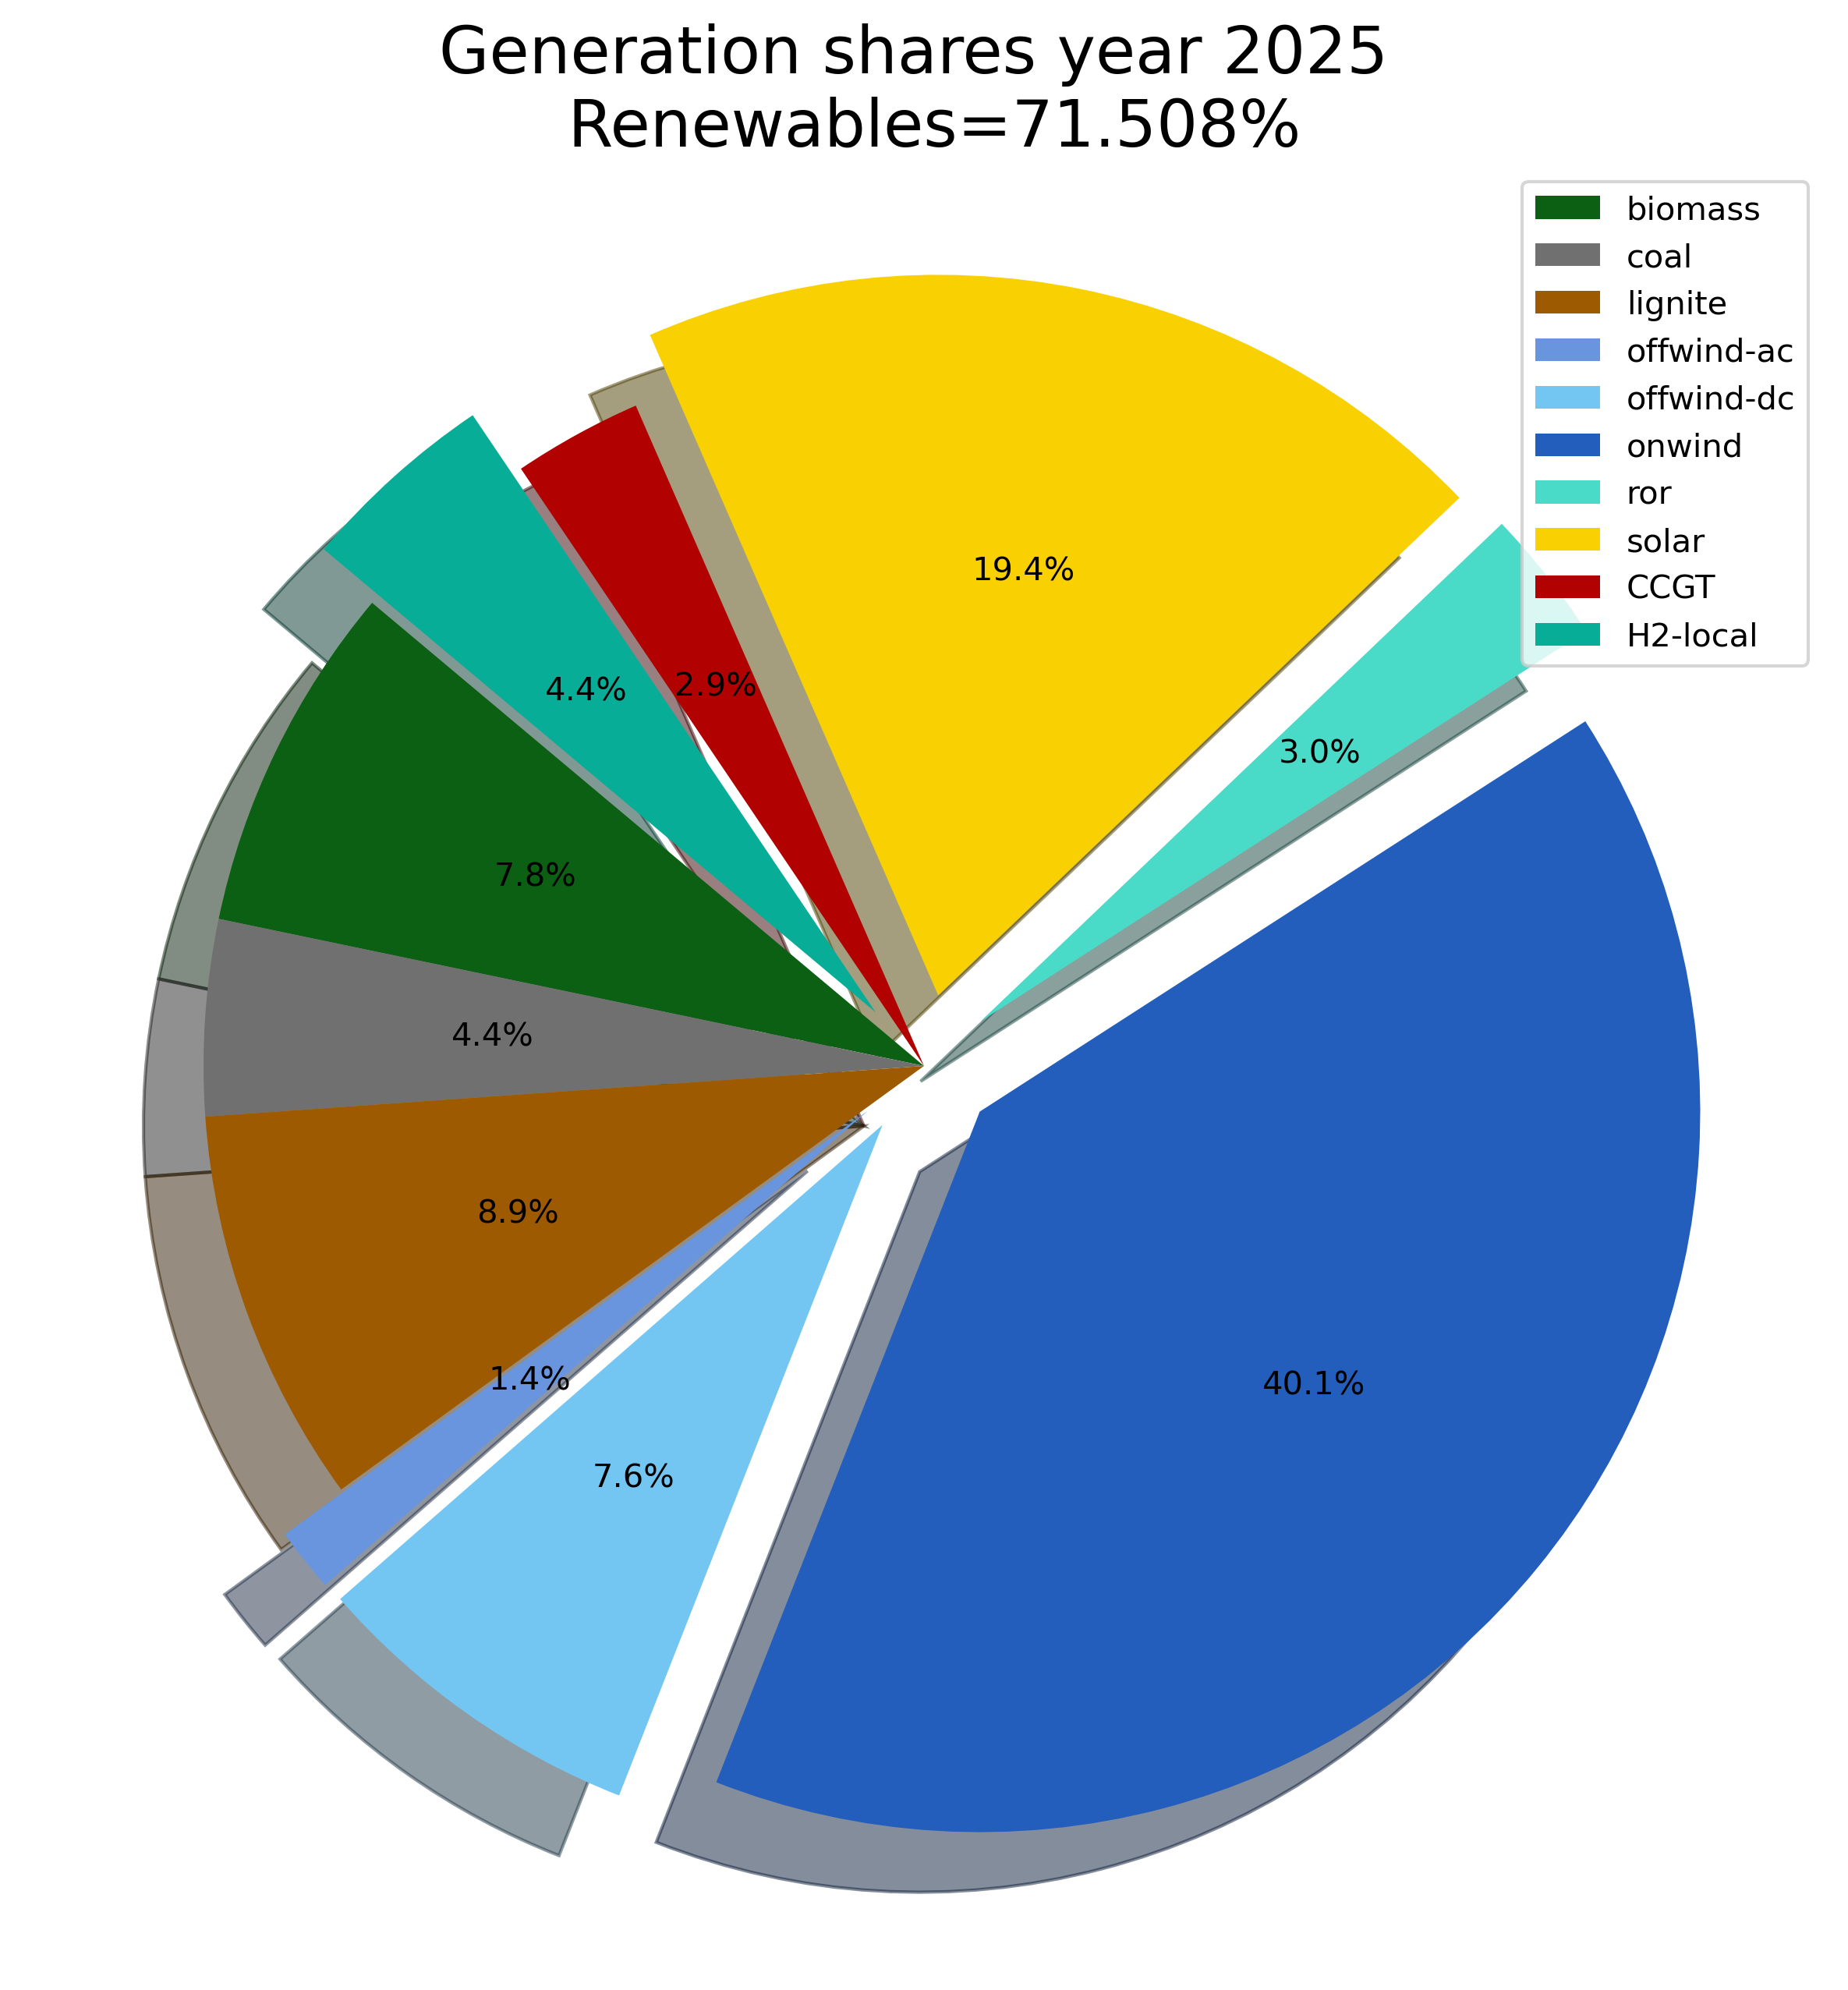 Generation shares year 2025
Renewables=71.508%
biomass
coal
lignite
offwind-ac
offwind-dc
onwind
ror
solar
CCGT
H2-local
19.4%
2.9%
4.4%
3.0%
7.8%
4.4%
8.9%
1.4%
40.1%
7.6%